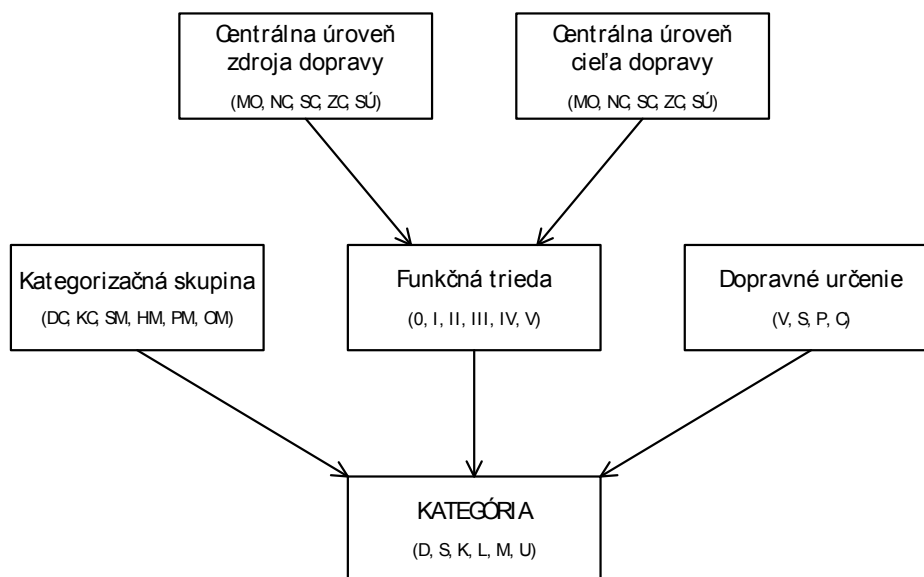 Centrálna úroveň
zdroja dopravy
(MO, NC, SC, ZC, SÚ)
Centrálna úroveň
cieľa dopravy
(MO, NC, SC, ZC, SÚ)
Kategorizačná skupina
(DC, KC, SM, HM, PM, OM)
Funkčná trieda
(0, I, II, III, IV, V)
Dopravné určenie
(V, S, P, C)
KATEGÓRIA
(D, S, K, L, M, U)